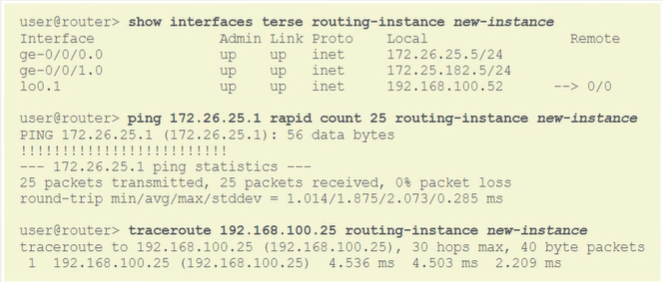 user@router> show interfaces terse routing-instance new-instance
Interface Admin Link Proto Local Remote
ge-0/0/0.0 up up inet 172.26.25.5/24
ge-0/0/1.0 up up inet 172.25.182.5/24
lo0.1 up up inet 192.168.100.52 --> 0/0
user@router> ping 172.26.25.1 rapid count 25 routing-instance new-instance
PING 172.26.25.1 (172.26.25.1): 56 data bytes
!!!!!!!!!!!!!!!!!!!!!!!!!
--- 172.26.25.1 ping statistics ---
25 packets transmitted, 25 packets received, 0% packet loss
round-trip min/avg/max/stddev = 1.014/1.875/2.073/0.285 ms
user@router> traceroute 192.168.100.25 routing-instance new-instance
traceroute to 192.168.100.25 (192.168.100.25), 30 hops max, 40 byte packets
1 192.168.100.25 (192.168.100.25) 4.536 ms 4.503 ms 2.209 ms